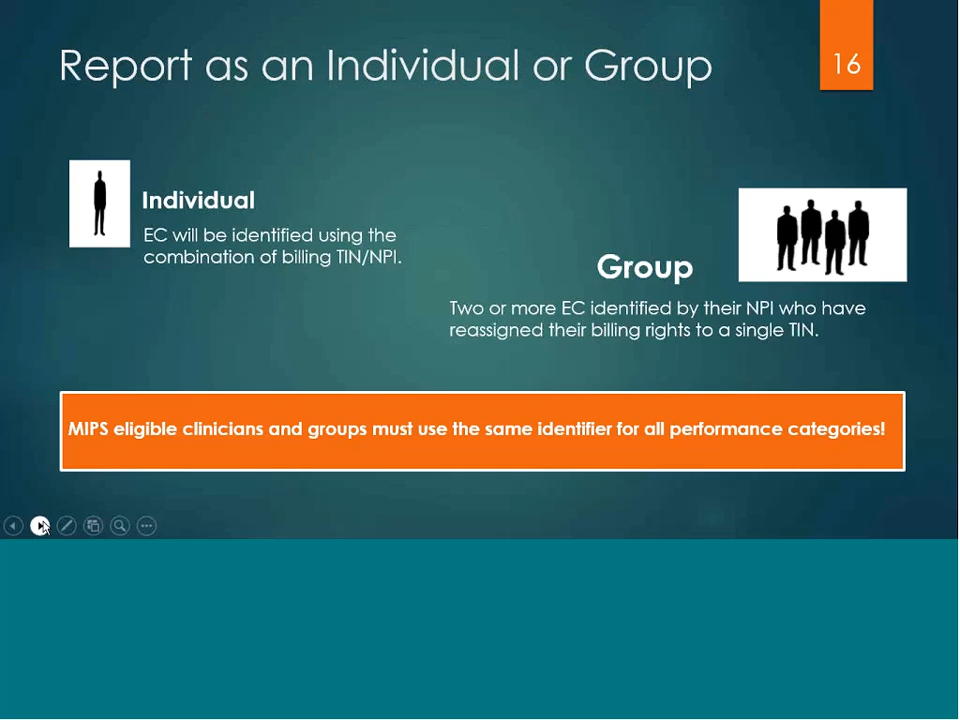 Report as an Individual or Group
16
Individual
EC will be identified using the
combination of billing TIN/NPI.
Group
Two or more EC identified by their NPI who have
reassigned their billing rights to a single TIN.
MIPS eligible clinicians and groups must use the same identifier for all performance categories!